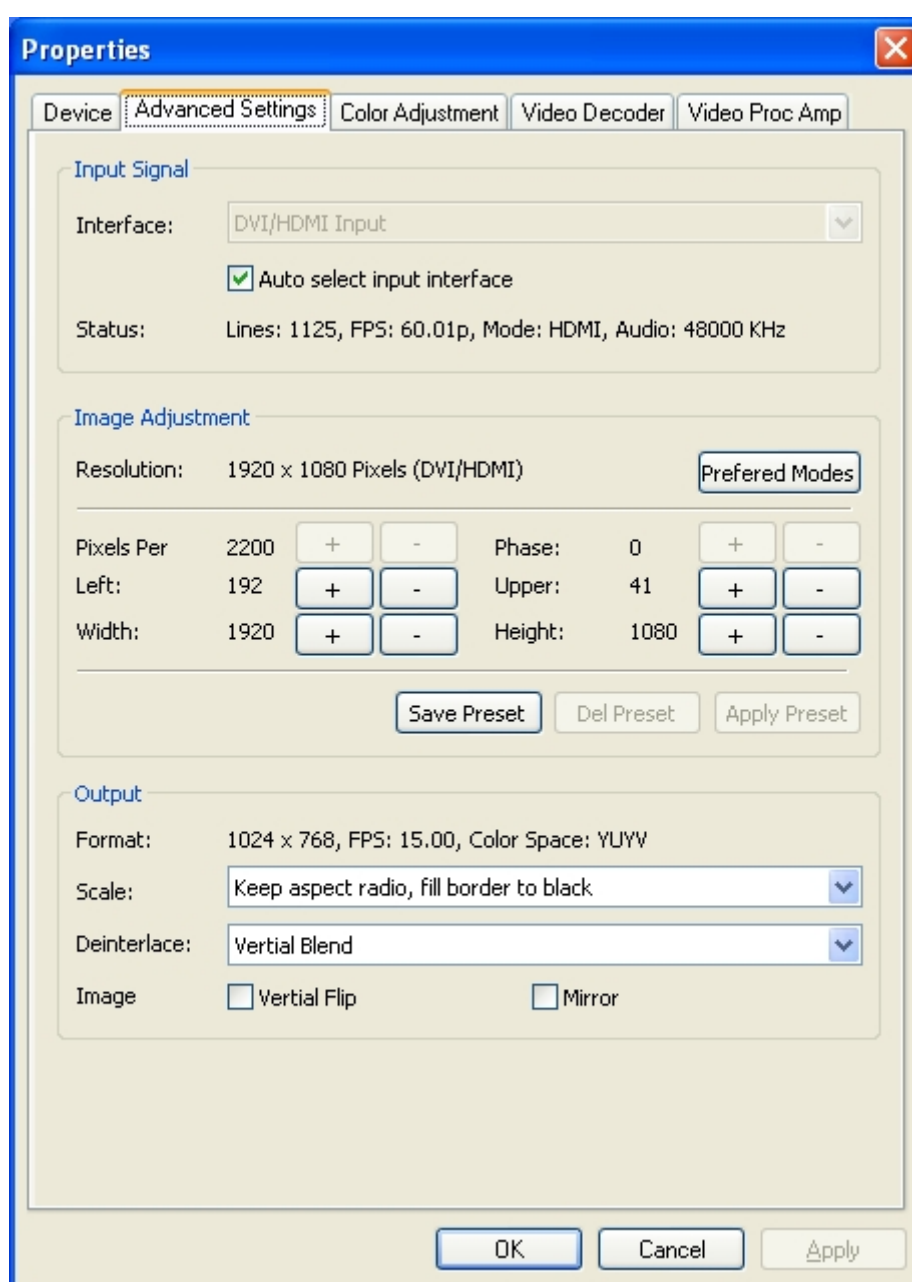 Properties
Device Advanced Settings Color Adjustment Video Decoder Video Proc Amp
Input Signal
Interface: DVI/HDMI Input
Auto select input interface
Status: Lines: 1125, FPS: 60.01p, Mode: HDMI, Audio: 48000 KHz
Image Adjustment
Resolution: 1920 x 1080 Pixels (DVI/HDMI) Prefered Modes
Pixels Per 2200 + - Phase: 0 + -
Left: 192 + - Upper: 41 + -
Width: 1920 + - Height: 1080 + -
Save Preset Del Preset Apply Preset
Output
Format: 1024 x 768, FPS: 15.00, Color Space: YUYV
Scale: Keep aspect radio, fill border to black
Deinterlace: Vertial Blend
Image Vertial Flip Mirror
OK Cancel Apply